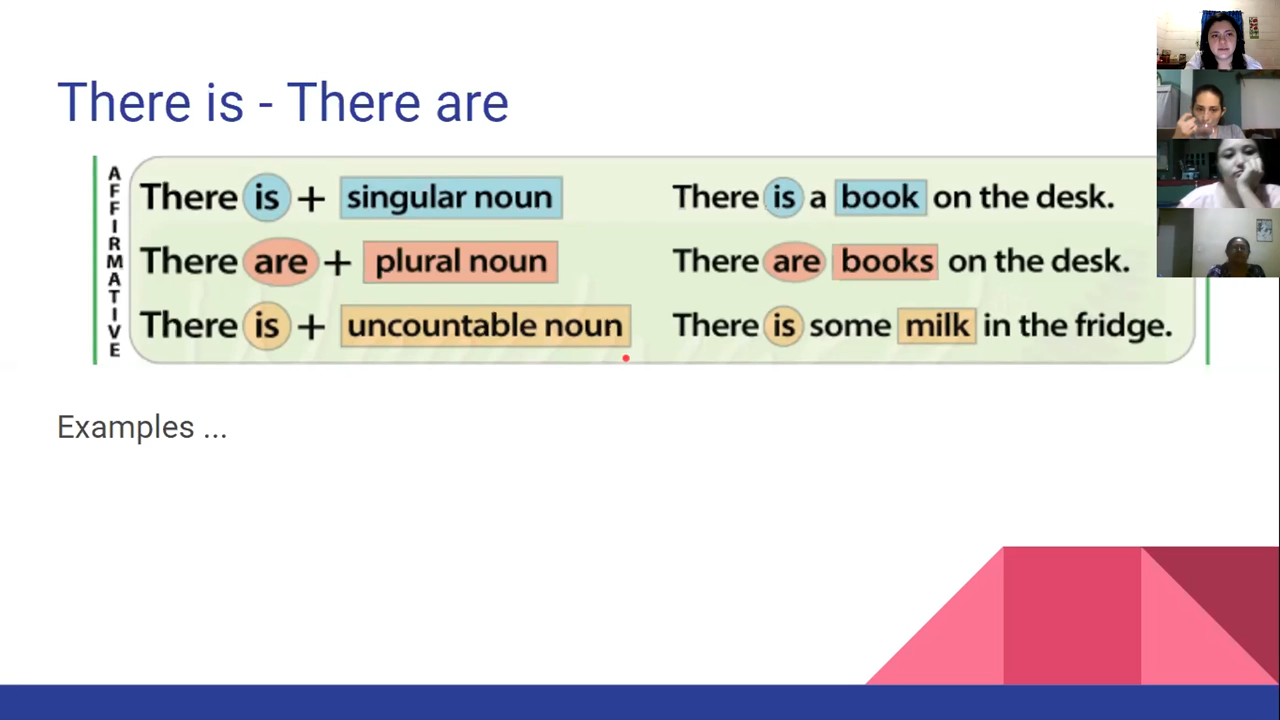 There is - There are
AFFIRMATIVE
There is + singular noun
There is a book on the desk.
There are + plural noun
There are books on the desk.
There is + uncountable noun
There is some milk in the fridge.
Examples ...